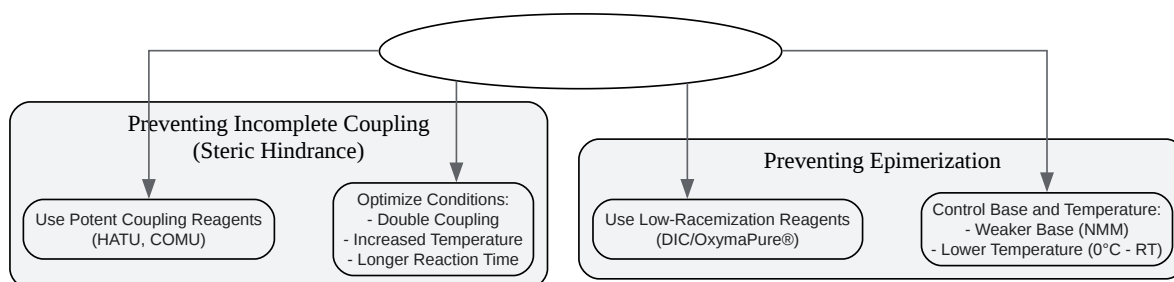 Preventing Incomplete Coupling
(Steric Hindrance)
Use Potent Coupling Reagents
(HATU, COMU)
Optimize Conditions:
- Double Coupling
- Increased Temperature
- Longer Reaction Time
Preventing Epimerization
Use Low-Racemization Reagents
(DIC/OxymaPure®)
Control Base and Temperature:
- Weaker Base (NMM)
- Lower Temperature (0°C - RT)